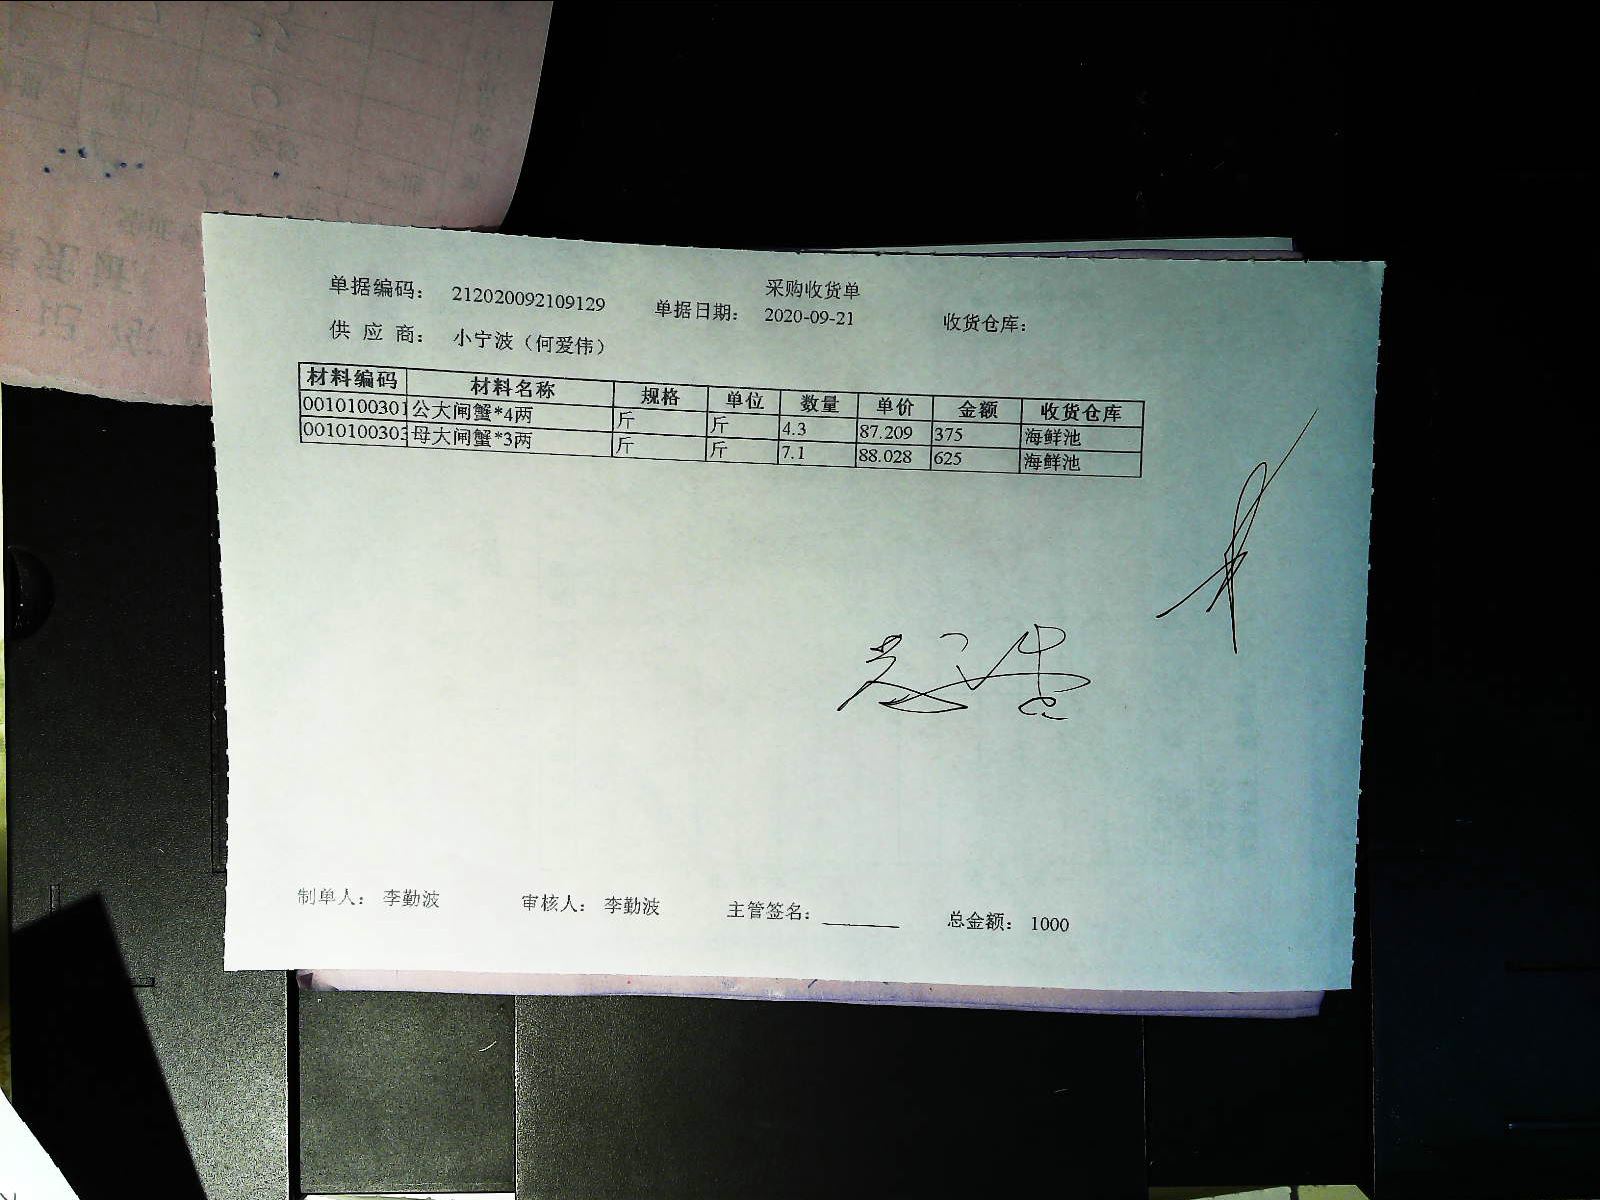 采购收货单
单据编码： 212020092109129 单据日期： 2020-09-21 收货仓库：
供 应 商： 小宁波（何爱伟）
材料编码 材料名称 规格 单位 数量 单价 金额 收货仓库
0010100301 公大闸蟹*4两 斤 斤 4.3 87.209 375 海鲜池
0010100303 母大闸蟹*3两 斤 斤 7.1 88.028 625 海鲜池
制单人： 李勤波 审核人： 李勤波 主管签名： 总金额： 1000